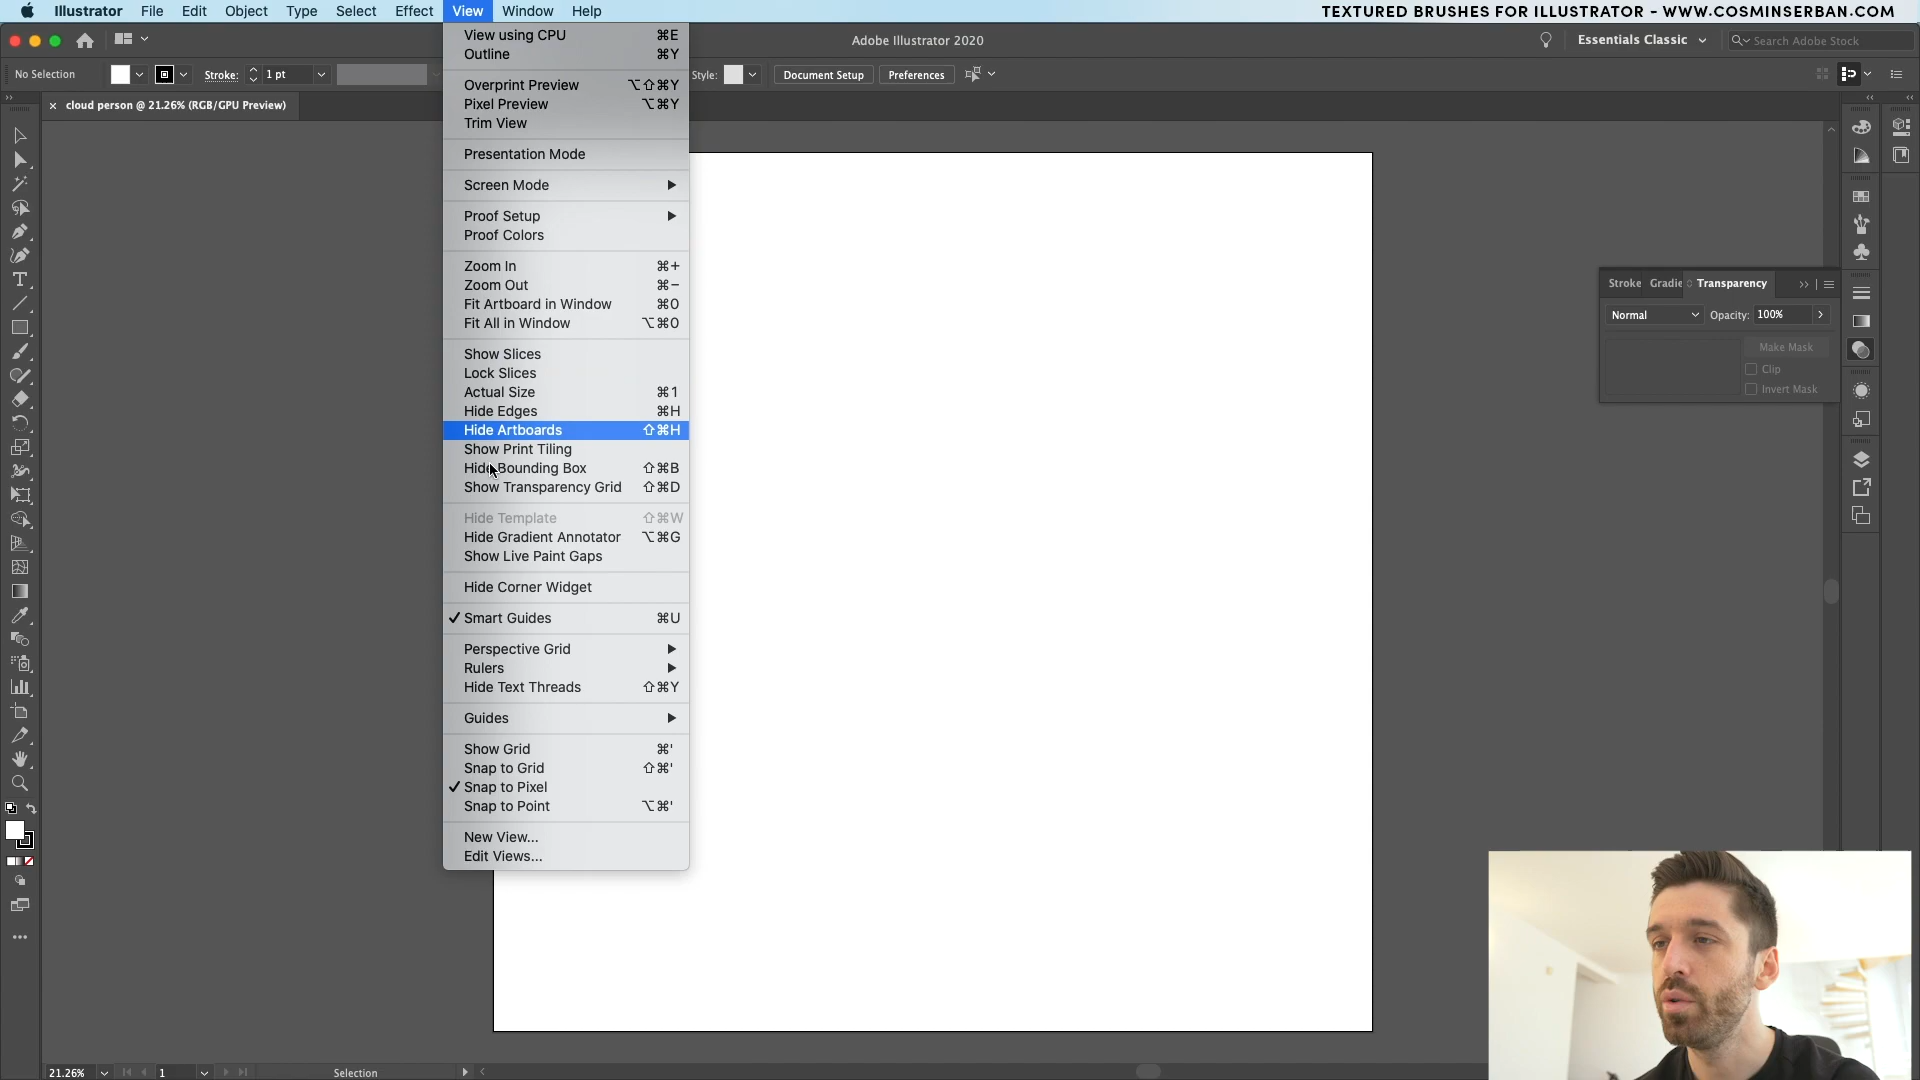 Illustrator File Edit Object Type Select Effect View Window Help
TEXTURED BRUSHES FOR ILLUSTRATOR - WWW.COSMINSERBAN.COM
Adobe Illustrator 2020
Essentials Classic
Search Adobe Stock
No Selection
Stroke: 1 pt
Style:
Document Setup
Preferences
× cloud person @ 21.26% (RGB/GPU Preview)
View using CPU ⌘E
Outline ⌘Y
Overprint Preview ⌥⇧⌘Y
Pixel Preview ⌥⌘Y
Trim View
Presentation Mode
Screen Mode
Proof Setup
Proof Colors
Zoom In ⌘+
Zoom Out ⌘−
Fit Artboard in Window ⌘0
Fit All in Window ⌥⌘0
Show Slices
Lock Slices
Actual Size ⌘1
Hide Edges ⌘H
Hide Artboards ⇧⌘H
Show Print Tiling
Hide Bounding Box ⇧⌘B
Show Transparency Grid ⇧⌘D
Hide Template ⇧⌘W
Hide Gradient Annotator ⌥⌘G
Show Live Paint Gaps
Hide Corner Widget
✓ Smart Guides ⌘U
Perspective Grid
Rulers
Hide Text Threads ⇧⌘Y
Guides
Show Grid ⌘'
Snap to Grid ⇧⌘'
✓ Snap to Pixel
Snap to Point ⌥⌘'
New View...
Edit Views...
Stroke Gradie Transparency
Normal Opacity: 100%
Make Mask
Clip
Invert Mask
21.26% 1 Selection